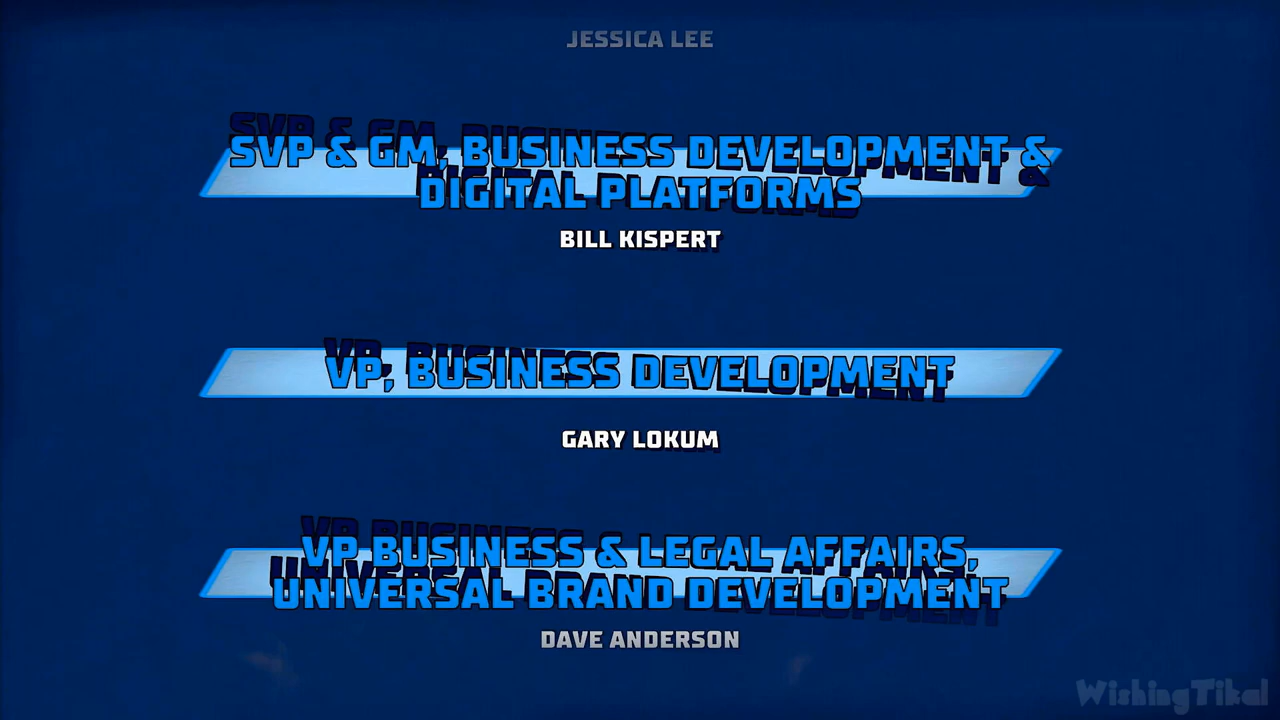 JESSICA LEE
SVP & GM, BUSINESS DEVELOPMENT &
DIGITAL PLATFORMS
BILL KISPERT
VP, BUSINESS DEVELOPMENT
GARY LOKUM
VP BUSINESS & LEGAL AFFAIRS,
UNIVERSAL BRAND DEVELOPMENT
DAVE ANDERSON
WishingTikal